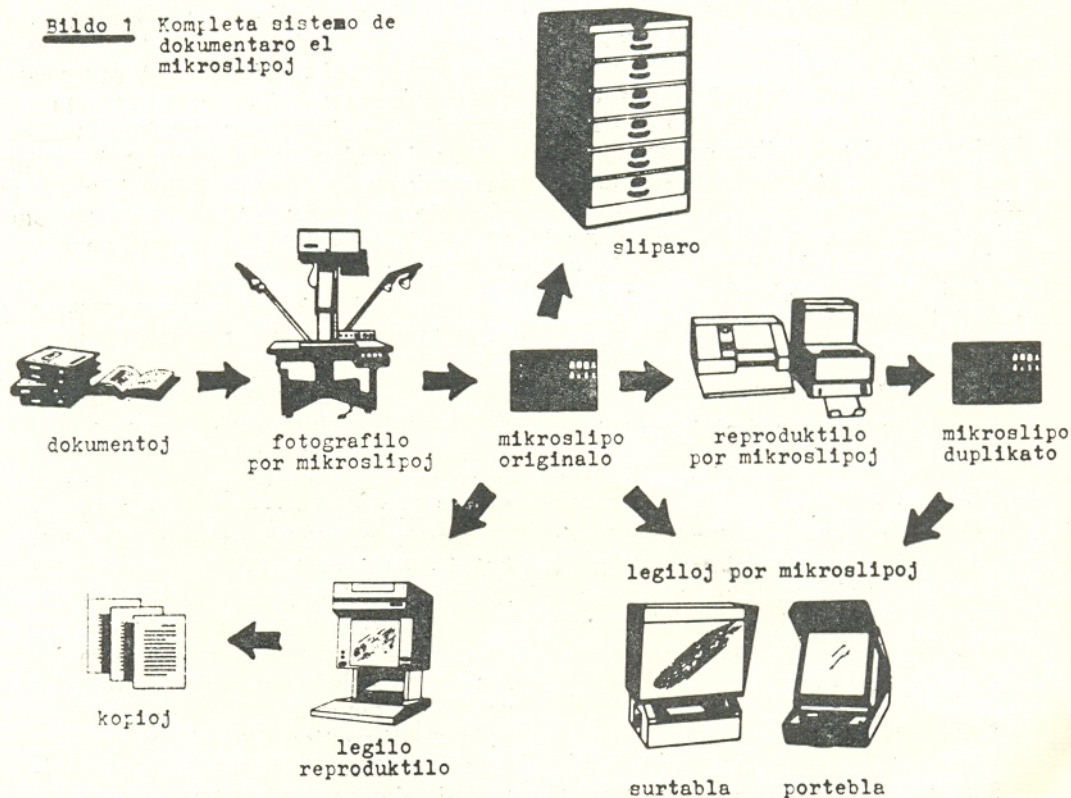 Bildo 1 Kompleta sistemo de
dokumentaro el
mikroslipoj
sliparo
dokumentoj
fotografilo
por mikroslipoj
mikroslipo
originalo
reproduktilo
por mikroslipoj
mikroslipo
duplikato
legiloj por mikroslipoj
kopioj
legilo
reproduktilo
surtabla
portebla